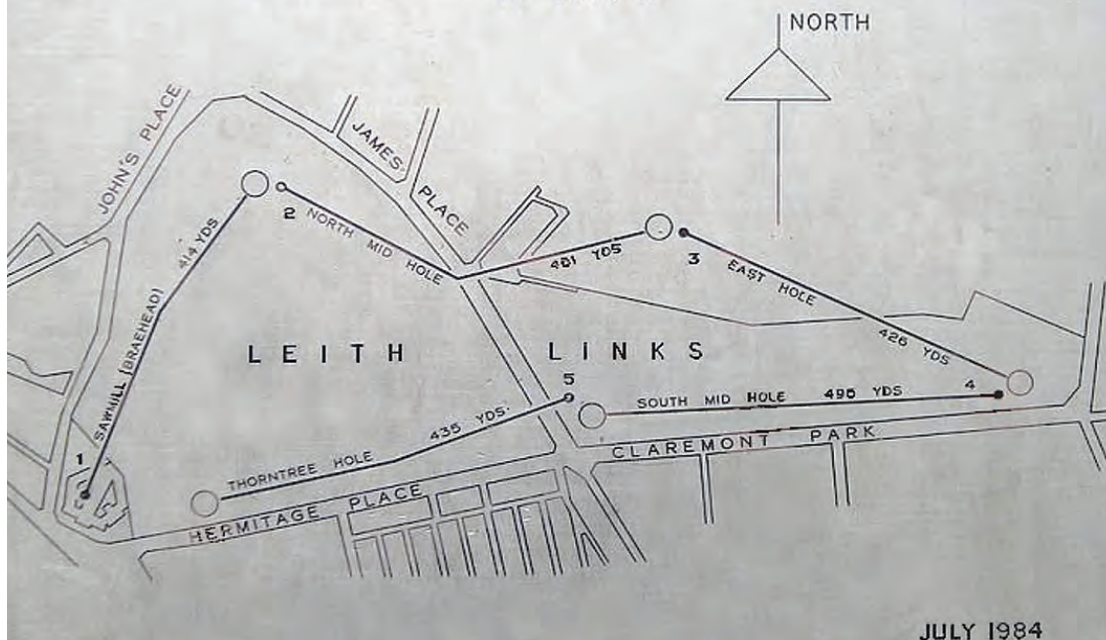 NORTH
JOHN'S PLACE
JAMES
PLACE
2
NORTH MID HOLE
461 YDS
3
EAST HOLE
426 YDS
414 YDS
SAWMILL (BRAEHEAD)
1
LEITH LINKS
5
4
SOUTH MID HOLE 495 YDS
435 YDS
THORNTREE HOLE
CLAREMONT PARK
HERMITAGE PLACE
JULY 1984